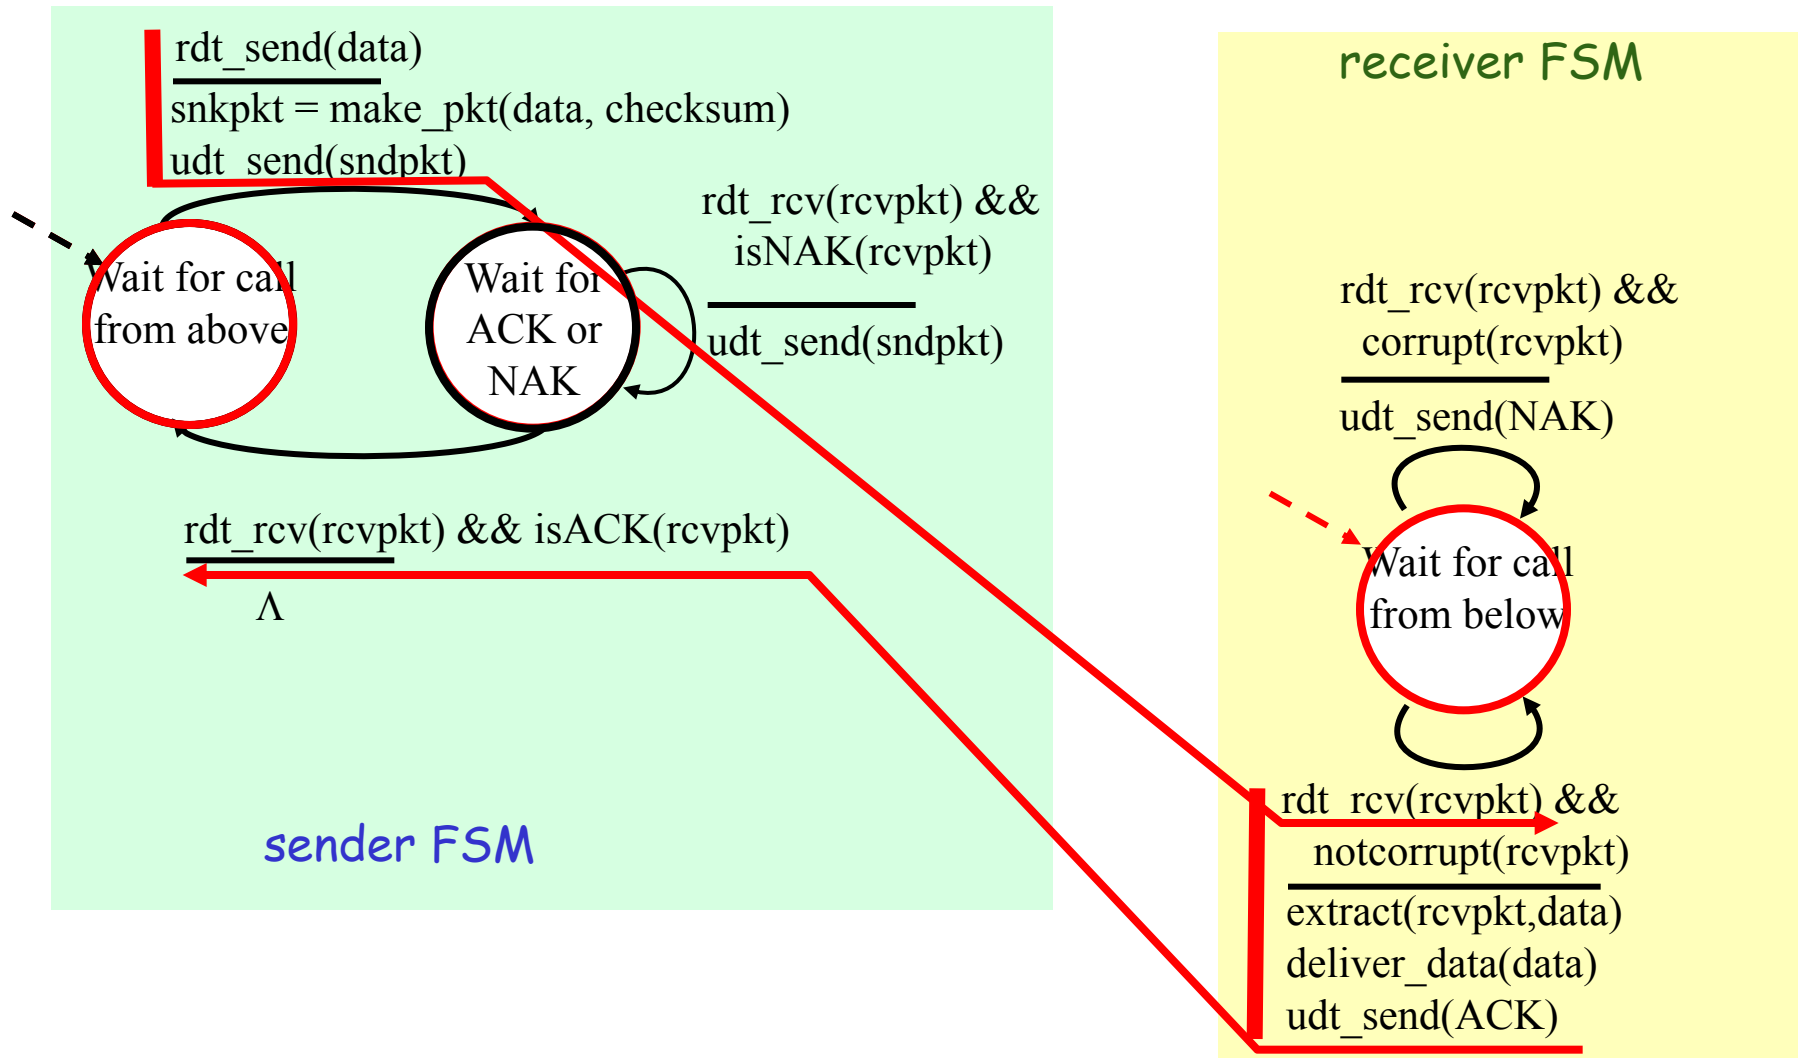 rdt_send(data)
snkpkt = make_pkt(data, checksum)
udt_send(sndpkt)
Wait for call
from above
Wait for
ACK or
NAK
rdt_rcv(rcvpkt) &&
isNAK(rcvpkt)
udt_send(sndpkt)
rdt_rcv(rcvpkt) && isACK(rcvpkt)
Λ
sender FSM
receiver FSM
rdt_rcv(rcvpkt) &&
corrupt(rcvpkt)
udt_send(NAK)
Wait for call
from below
rdt_rcv(rcvpkt) &&
notcorrupt(rcvpkt)
extract(rcvpkt,data)
deliver_data(data)
udt_send(ACK)